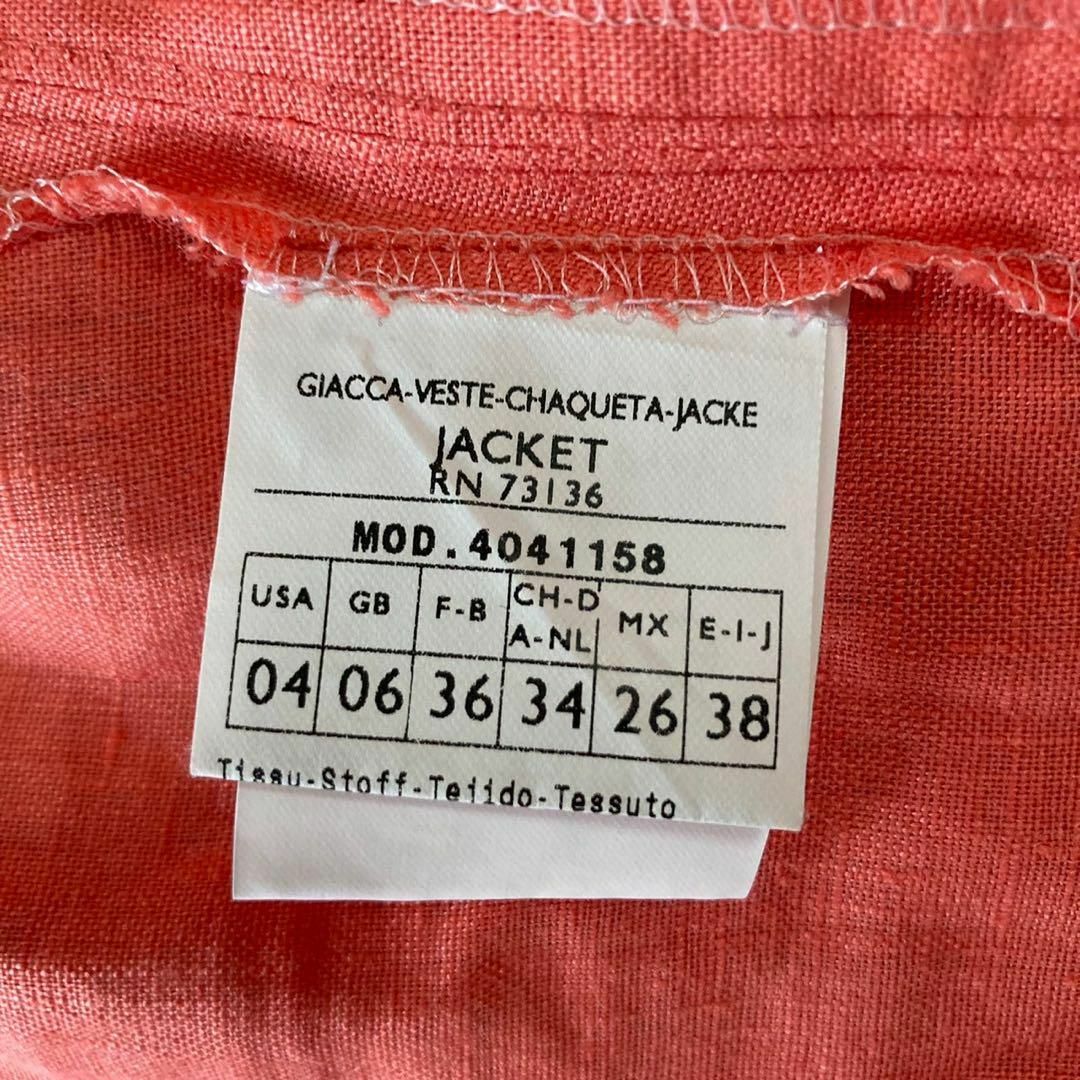 GIACCA-VESTE-CHAQUETA-JACKE
JACKET
RN 73136
MOD.4041158
USA GB F-B CH-D A-NL MX E-I-J
04 06 36 34 26 38
Tissu-Stoff-Tejido-Tessuto